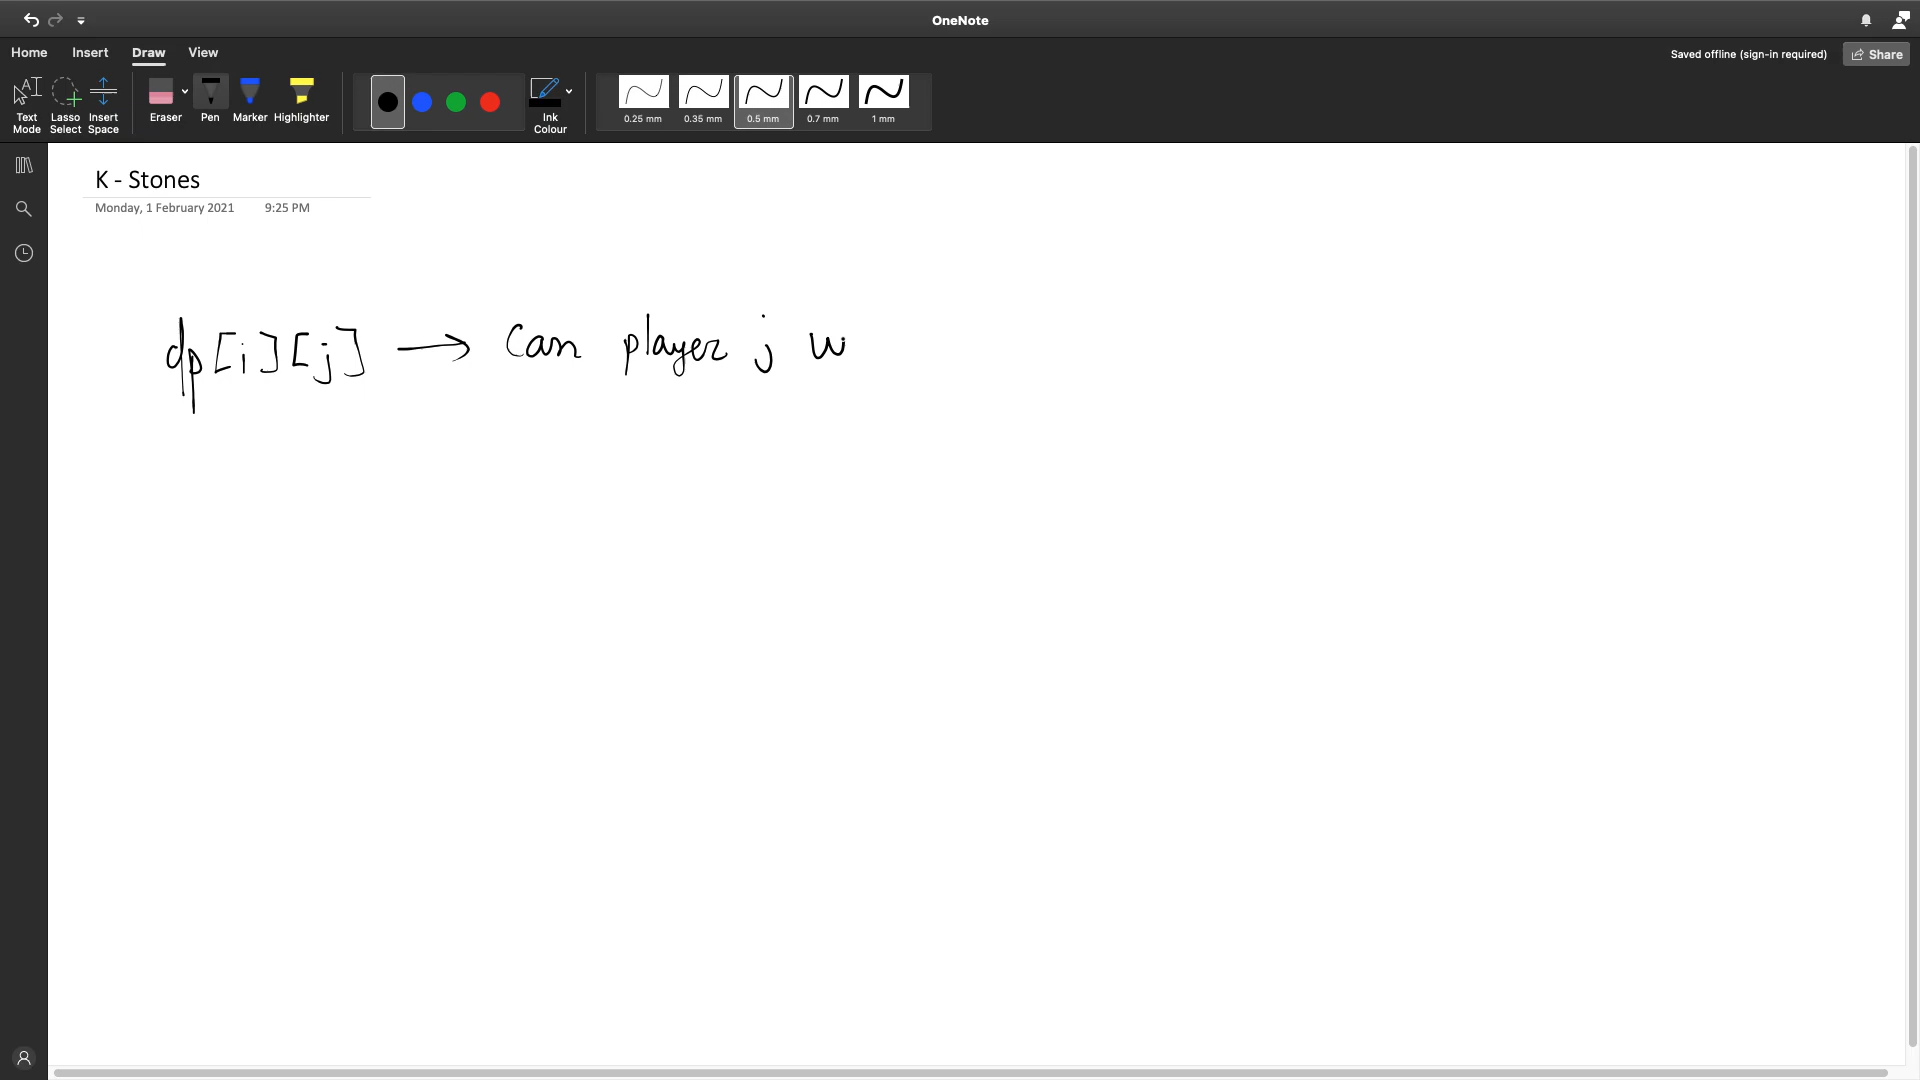 OneNote
Home Insert Draw View
Saved offline (sign-in required) Share
Text Mode Lasso Select Insert Space Eraser Pen Marker Highlighter Ink Colour 0.25 mm 0.35 mm 0.5 mm 0.7 mm 1 mm
K - Stones
Monday, 1 February 2021 9:25 PM
dp[i][j] → Can player j w